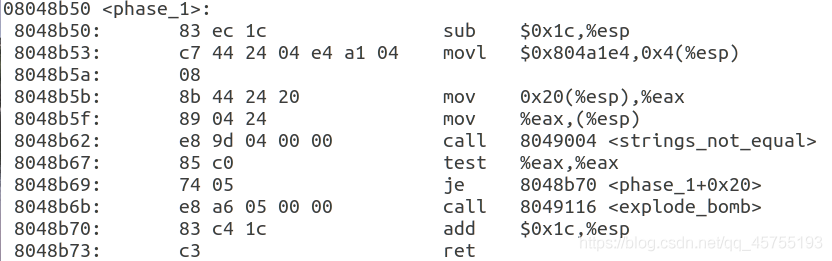 08048b50 <phase_1>:
8048b50: 83 ec 1c sub $0x1c,%esp
8048b53: c7 44 24 04 e4 a1 04 movl $0x804a1e4,0x4(%esp)
8048b5a: 08
8048b5b: 8b 44 24 20 mov 0x20(%esp),%eax
8048b5f: 89 04 24 mov %eax,(%esp)
8048b62: e8 9d 04 00 00 call 8049004 <strings_not_equal>
8048b67: 85 c0 test %eax,%eax
8048b69: 74 05 je 8048b70 <phase_1+0x20>
8048b6b: e8 a6 05 00 00 call 8049116 <explode_bomb>
8048b70: 83 c4 1c add $0x1c,%esp
8048b73: c3 ret
https://blog.csdn.net/qq_45755193